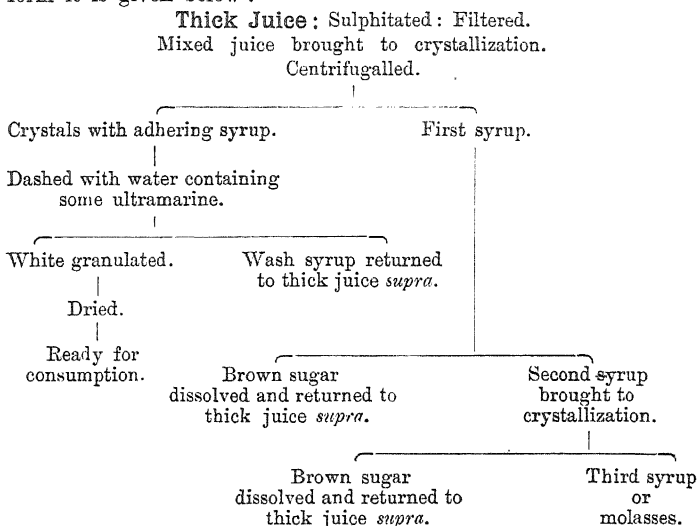 form it is given below :
Thick Juice : Sulphitated : Filtered.
Mixed juice brought to crystallization.
Centrifugalled.
Crystals with adhering syrup.
First syrup.
Dashed with water containing
some ultramarine.
White granulated.
Wash syrup returned
to thick juice supra.
Dried.
Ready for
consumption.
Brown sugar
dissolved and returned to
thick juice supra.
Second syrup
brought to
crystallization.
Brown sugar
dissolved and returned to
thick juice supra.
Third syrup
or
molasses.